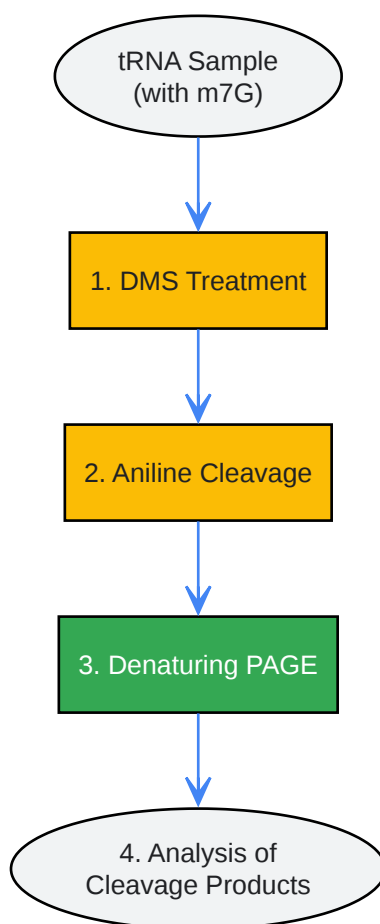 tRNA Sample
(with m7G)
1. DMS Treatment
2. Aniline Cleavage
3. Denaturing PAGE
4. Analysis of
Cleavage Products